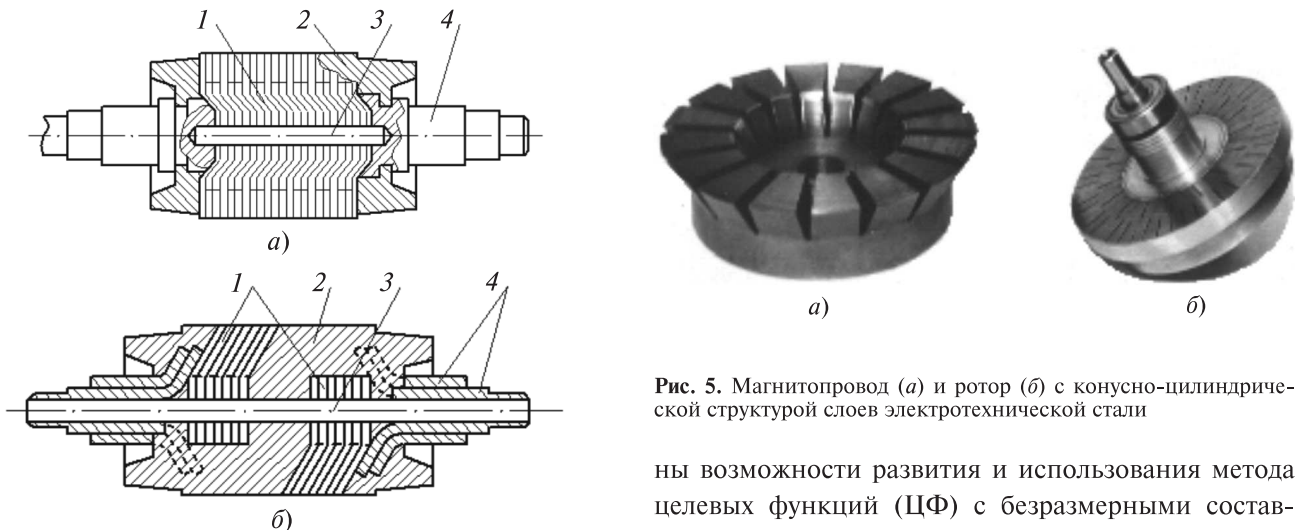 1 2 3 4
а)
1 2 3 4
б)
а) б)
Рис. 5. Магнитопровод (а) и ротор (б) с конусно-цилиндриче-
ской структурой слоев электротехнической стали
ны возможности развития и использования метода
целевых функций (ЦФ) с безразмерными состав-